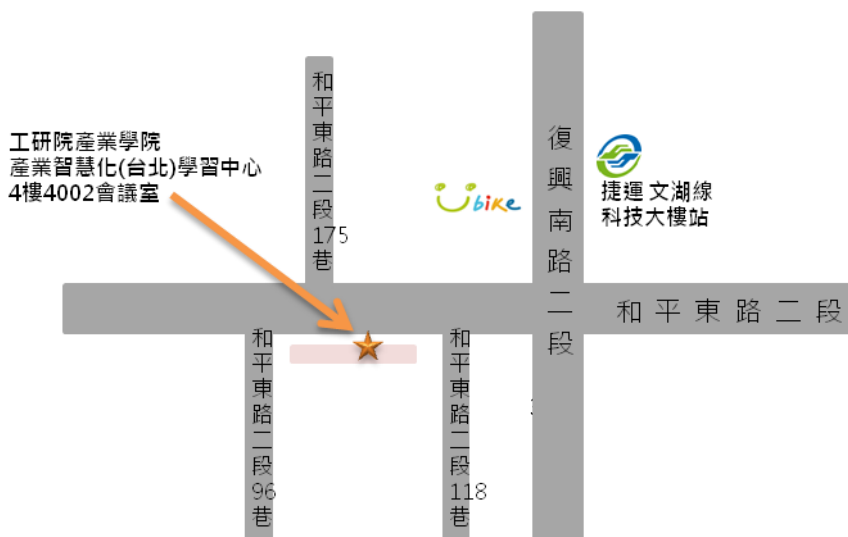 工研院產業學院
產業智慧化(台北)學習中心
4樓4002會議室
和平東路二段175巷
Ubike
復興南路二段
捷運 文湖線
科技大樓站
和平東路二段
和平東路二段96巷
和平東路二段118巷